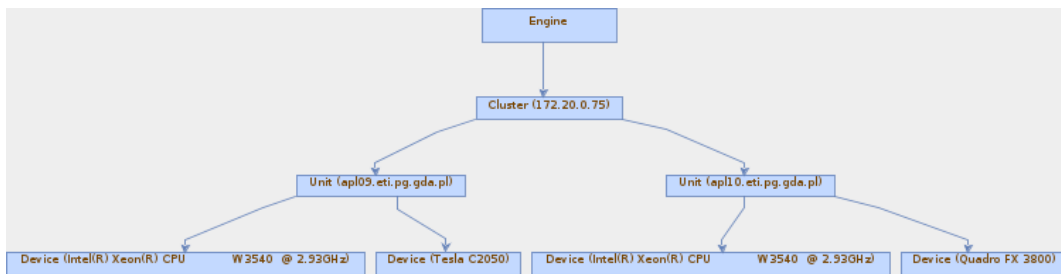 Engine
Cluster (172.20.0.75)
Unit (apl09.eti.pg.gda.pl)
Unit (apl10.eti.pg.gda.pl)
Device (Intel(R) Xeon(R) CPU W3540 @ 2.93GHz)
Device (Tesla C2050)
Device (Intel(R) Xeon(R) CPU W3540 @ 2.93GHz)
Device (Quadro FX 3800)